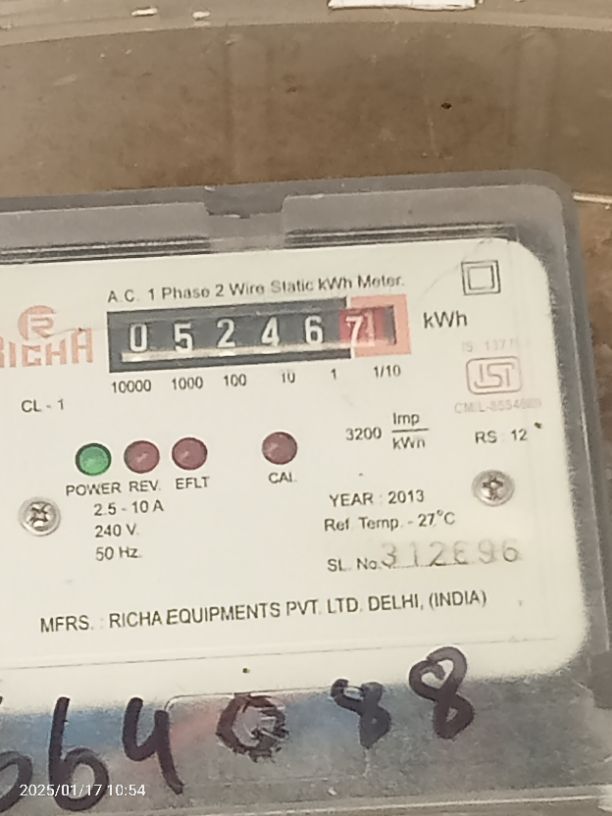 A.C. 1 Phase 2 Wire Static kWh Meter.
RICHA
0 5 2 4 6 7 kWh
10000 1000 100 10 1 1/10
CL - 1
ISI
3200 Imp
kWh
RS 12
POWER REV. EFLT CAL
2.5 - 10 A
240 V.
50 Hz.
YEAR : 2013
Ref. Temp. - 27°C
SL. No.
MFRS. : RICHA EQUIPMENTS PVT. LTD. DELHI, (INDIA)
88
2025/01/17 10:54